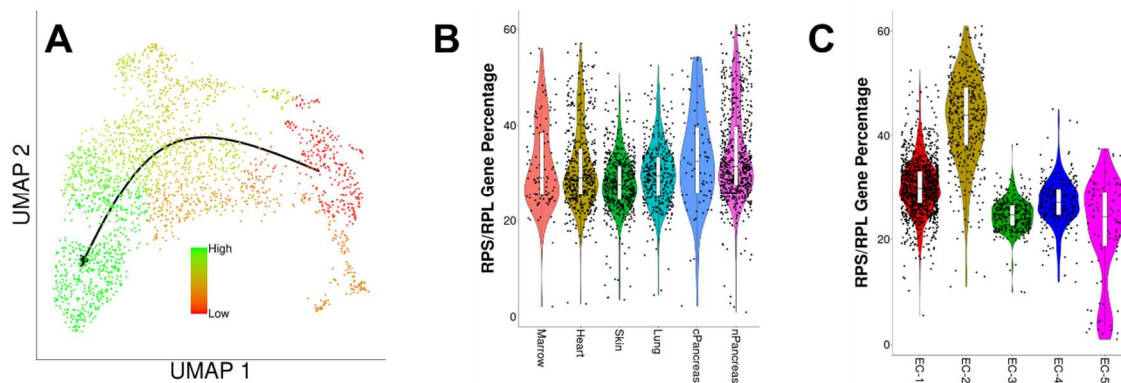 A
UMAP 2
High
Low
UMAP 1
B
RPS/RPL Gene Percentage
60
40
20
0
Marrow
Heart
Skin
Lung
cPancreas
nPancreas
C
RPS/RPL Gene Percentage
60
40
20
0
EC-1
EC-2
EC-3
EC-4
EC-5